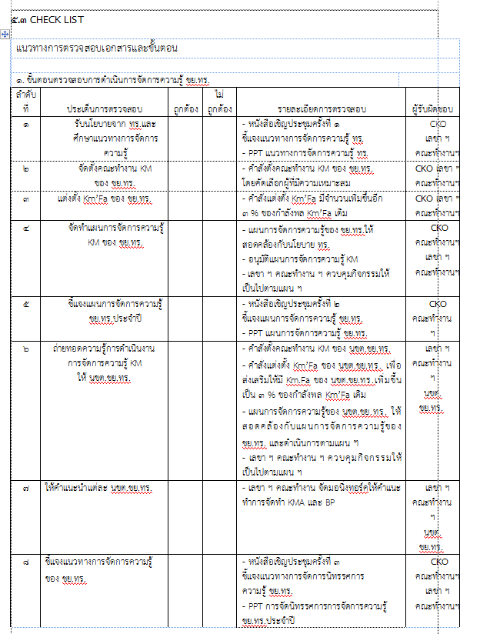 ๕.๓ CHECK LIST
แนวทางการตรวจสอบเอกสารและขั้นตอน
๑. ขั้นตอนตรวจสอบการดำเนินการจัดการความรู้ ขย.ทร.
ลำดับ
ที่
ประเด็นการตรวจสอบ
ถูกต้อง
ไม่
ถูกต้อง
รายละเอียดการตรวจสอบ
ผู้รับผิดชอบ
๑
รับนโยบายจาก ทร.และ
ศึกษาแนวทางการจัดการ
ความรู้
- หนังสือเชิญประชุมครั้งที่ ๑
ชี้แจงแนวทางการจัดการความรู้ ทร.
- PPT แนวทางการจัดการความรู้ ทร.
CKO
เลขา ฯ
คณะทำงานฯ
๒
จัดตั้งคณะทำงาน KM
ของ ขย.ทร.
- คำสั่งตั้งคณะทำงาน KM ของ ขย.ทร.
โดยคัดเลือกผู้ที่มีความเหมาะสม
CKO เลขา ฯ
คณะทำงานฯ
๓
แต่งตั้ง Km'Fa ของ ขย.ทร.
- คำสั่งแต่งตั้ง Km'Fa มีจำนวนเพิ่มขึ้นอีก
๓ % ของกำลังพล Km'Fa เดิม
CKO เลขา ฯ
คณะทำงานฯ
๔
จัดทำแผนการจัดการความรู้
KM ของ ขย.ทร.
- แผนการจัดการความรู้ของ ขย.ทร.ให้
สอดคล้องกับนโยบาย ทร.
- อนุมัติแผนการจัดการความรู้ KM
- เลขา ฯ คณะทำงาน ฯ ควบคุมกิจกรรมให้
เป็นไปตามแผน ฯ
CKO
คณะทำงาน
เลขา ฯ
คณะทำงานฯ
๕
ชี้แจงแผนการจัดการความรู้
ขย.ทร.ประจำปี
- หนังสือเชิญประชุมครั้งที่ ๒
ชี้แจงแผนการจัดการความรู้ ขย.ทร.
- PPT แผนการจัดการความรู้ ขย.ทร.
CKO
คณะทำงาน
ฯ
๖
ถ่ายทอดความรู้การดำเนินงาน
การจัดการความรู้ KM
ให้ นขต.ขย.ทร.
- คำสั่งตั้งคณะทำงาน KM ของ นขต.ขย.ทร.
- คำสั่งแต่งตั้ง Km'Fa ของ นขต.ขย.ทร. เพื่อ
ส่งเสริมให้มี Km.Fa ของ นขต.ขย.ทร.เพิ่มขึ้น
เป็น ๓ % ของกำลังพล Km'Fa เดิม
- แผนการจัดการความรู้ของ นขต.ขย.ทร. ให้
สอดคล้องกับแผนการจัดการความรู้ของ
ขย.ทร. และดำเนินการตามแผน ฯ
- เลขา ฯ คณะทำงาน ฯ ควบคุมกิจกรรมให้
เป็นไปตามแผน ฯ
เลขา ฯ
คณะทำงาน
ฯ
นขต.
ขย.ทร.
๗
ให้คำแนะนำแต่ละ นขต.ขย.ทร.
- เลขา ฯ คณะทำงาน จัดมอนิทอร์คให้คำแนะ
ทำการจัดทำ KMA และ BP
เลขา ฯ
คณะทำงาน
ฯ
นขต.
ขย.ทร.
๘
ชี้แจงแนวทางการจัดการความรู้
ของ ขย.ทร.
- หนังสือเชิญประชุมครั้งที่ ๓
ชี้แจงแนวทางการจัดการนิทรรศการ
ความรู้ ขย.ทร.
- PPT การจัดนิทรรศการการจัดการความรู้
ขย.ทร.ประจำปี
CKO
คณะทำงานฯ
เลขา ฯ
คณะทำงานฯ